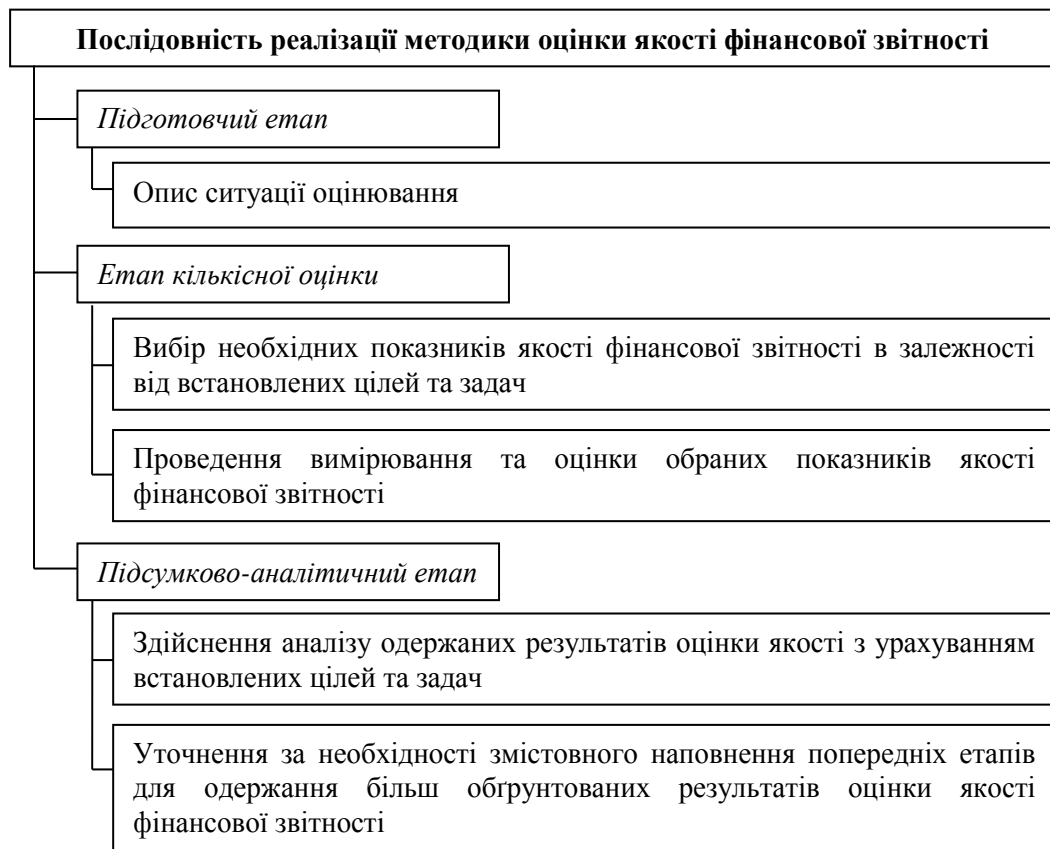 Послідовність реалізації методики оцінки якості фінансової звітності
Підготовчий етап
Опис ситуації оцінювання
Етап кількісної оцінки
Вибір необхідних показників якості фінансової звітності в залежності
від встановлених цілей та задач
Проведення вимірювання та оцінки обраних показників якості
фінансової звітності
Підсумково-аналітичний етап
Здійснення аналізу одержаних результатів оцінки якості з урахуванням
встановлених цілей та задач
Уточнення за необхідності змістовного наповнення попередніх етапів
для одержання більш обґрунтованих результатів оцінки якості
фінансової звітності